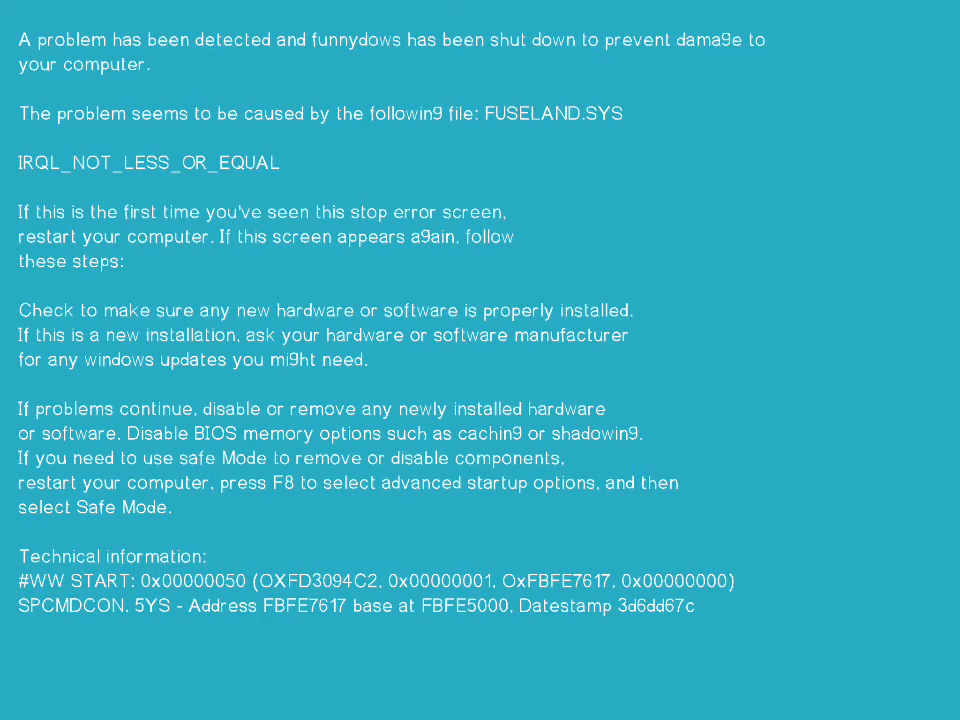 A problem has been detected and funnydows has been shut down to prevent dama9e to
your computer.
The problem seems to be caused by the followin9 file: FUSELAND.SYS
IRQL_NOT_LESS_OR_EQUAL
If this is the first time you've seen this stop error screen,
restart your computer. If this screen appears a9ain, follow
these steps:
Check to make sure any new hardware or software is properly installed.
If this is a new installation, ask your hardware or software manufacturer
for any windows updates you mi9ht need.
If problems continue, disable or remove any newly installed hardware
or software. Disable BIOS memory options such as cachin9 or shadowin9.
If you need to use safe Mode to remove or disable components,
restart your computer, press F8 to select advanced startup options, and then
select Safe Mode.
Technical information:
#WW START: 0x00000050 (OXFD3094C2, 0x00000001, OxFBFE7617, 0x00000000)
SPCMDCON. 5YS - Address FBFE7617 base at FBFE5000, Datestamp 3d6dd67c